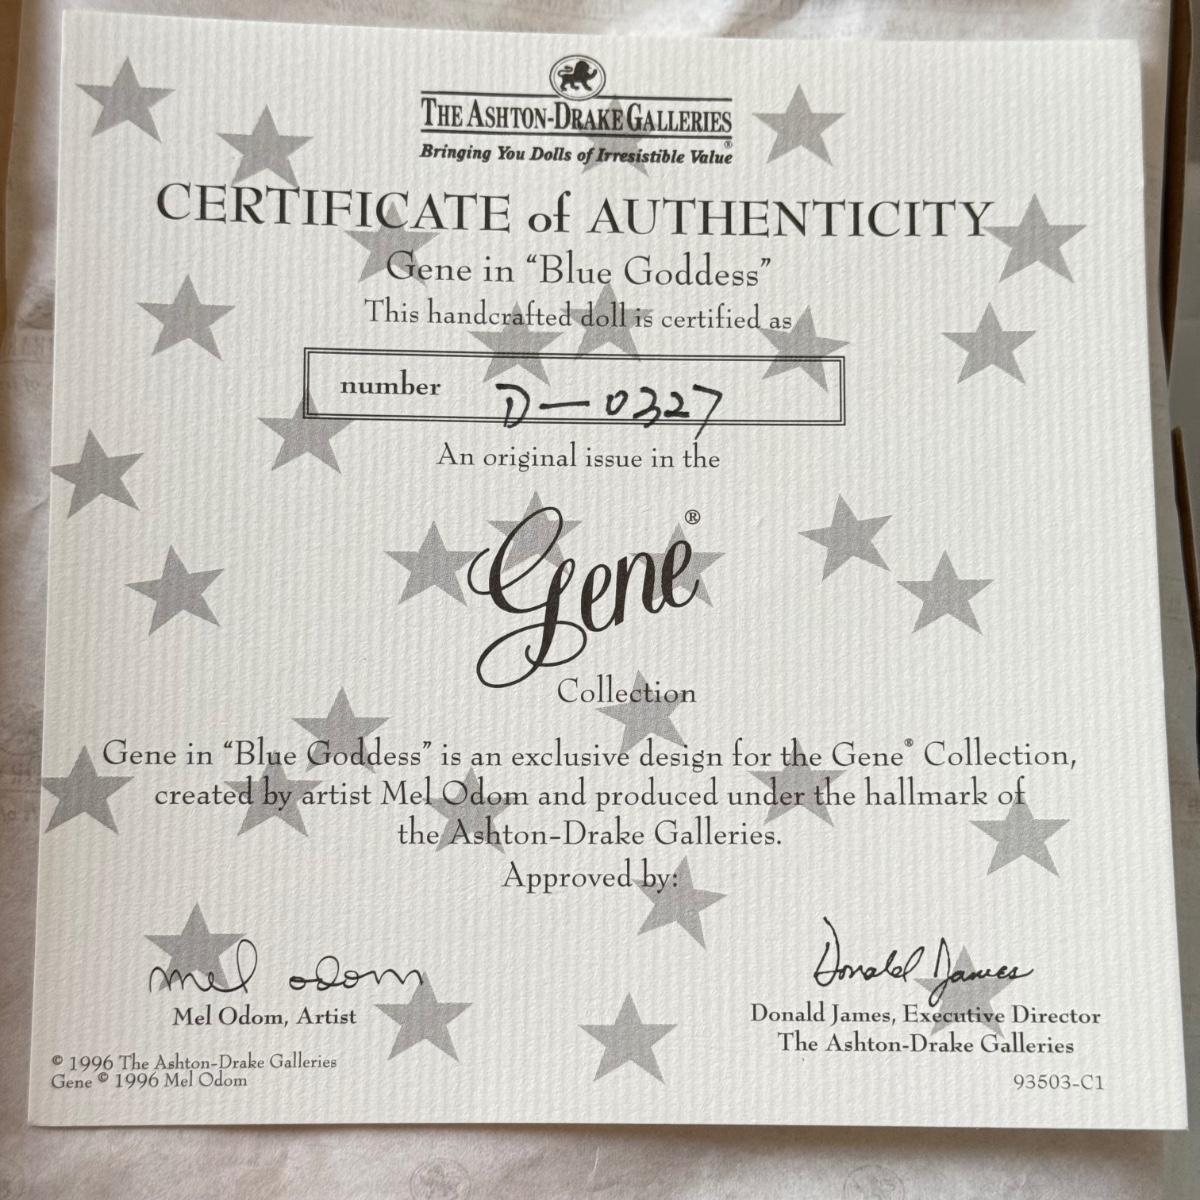 THE ASHTON-DRAKE GALLERIES
®
Bringing You Dolls of Irresistible Value
CERTIFICATE of AUTHENTICITY
Gene in “Blue Goddess”
This handcrafted doll is certified as
number D-0327
An original issue in the
Gene®
Collection
Gene in “Blue Goddess” is an exclusive design for the Gene® Collection,
created by artist Mel Odom and produced under the hallmark of
the Ashton-Drake Galleries.
Approved by:
mel odom
Donald James
Mel Odom, Artist
Donald James, Executive Director
The Ashton-Drake Galleries
© 1996 The Ashton-Drake Galleries
Gene © 1996 Mel Odom
93503-C1